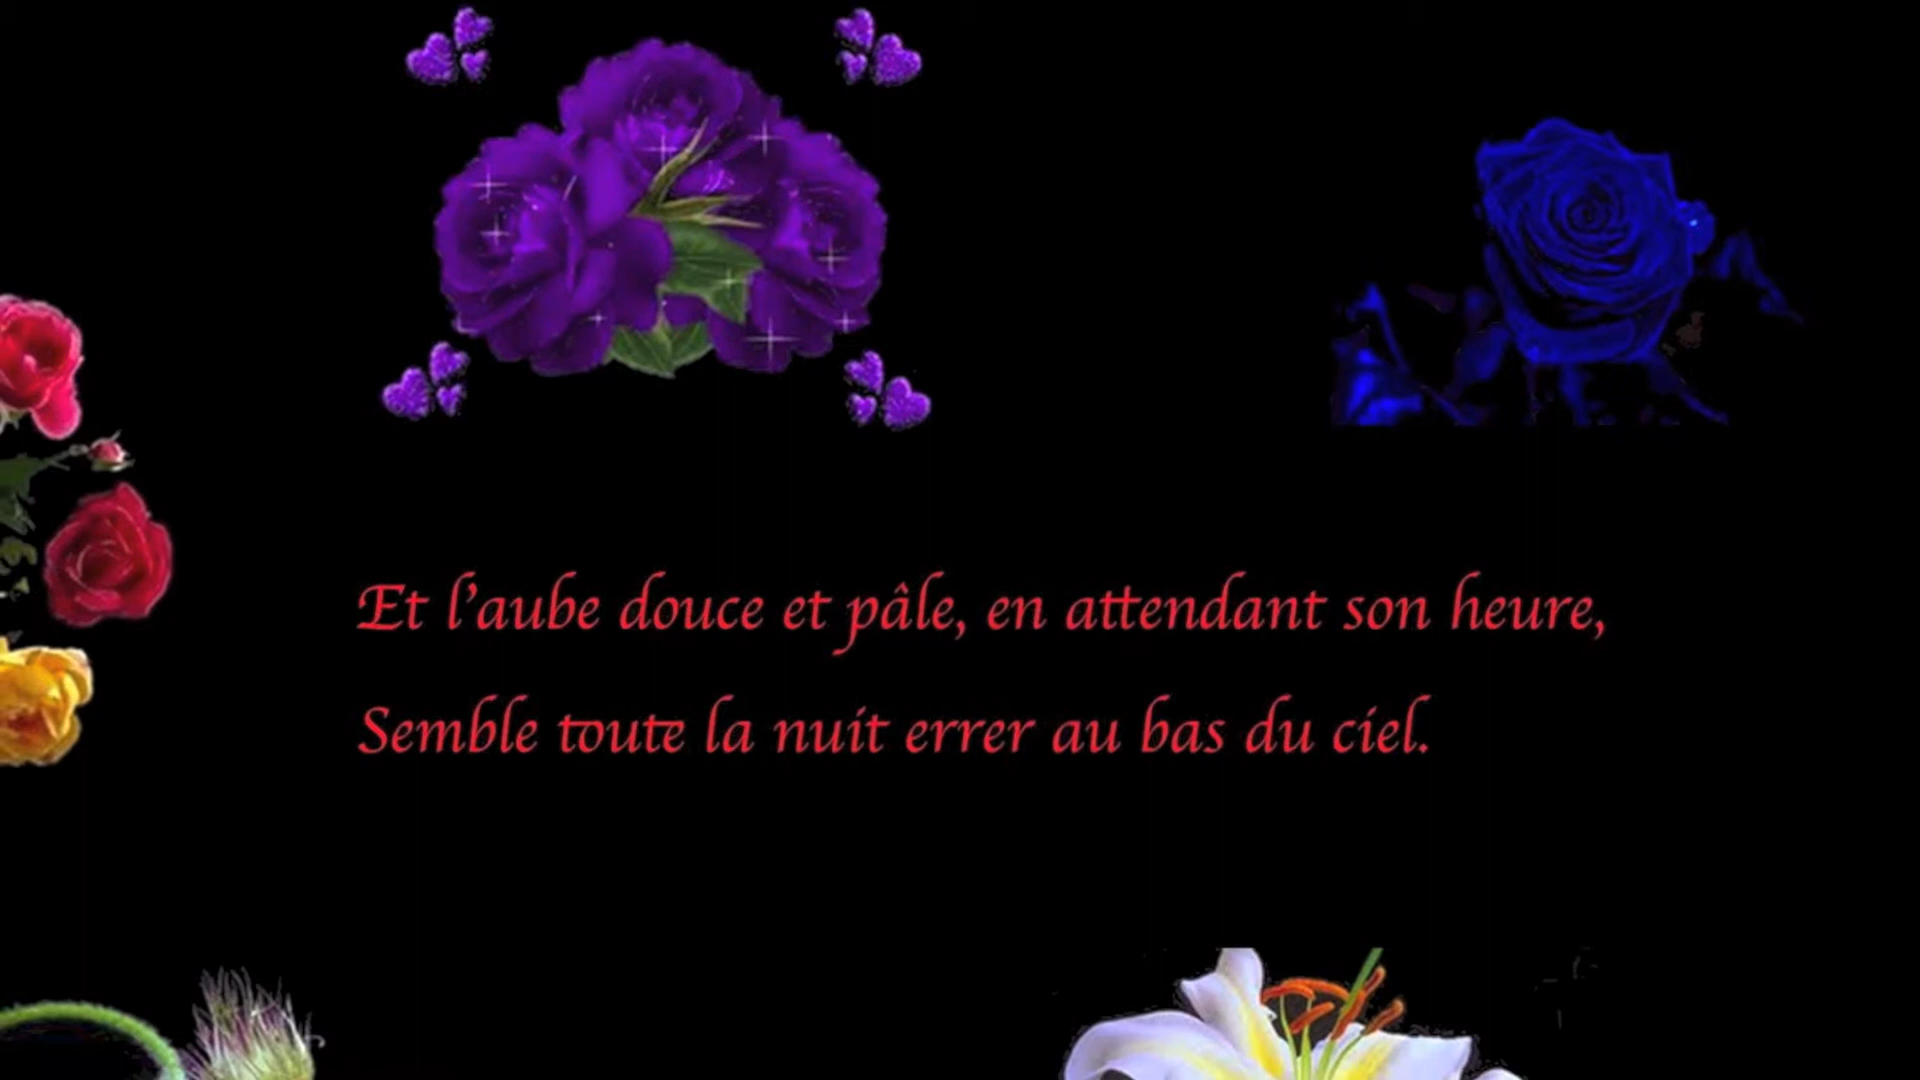 Et l’aube douce et pâle, en attendant son heure,
Semble toute la nuit errer au bas du ciel.